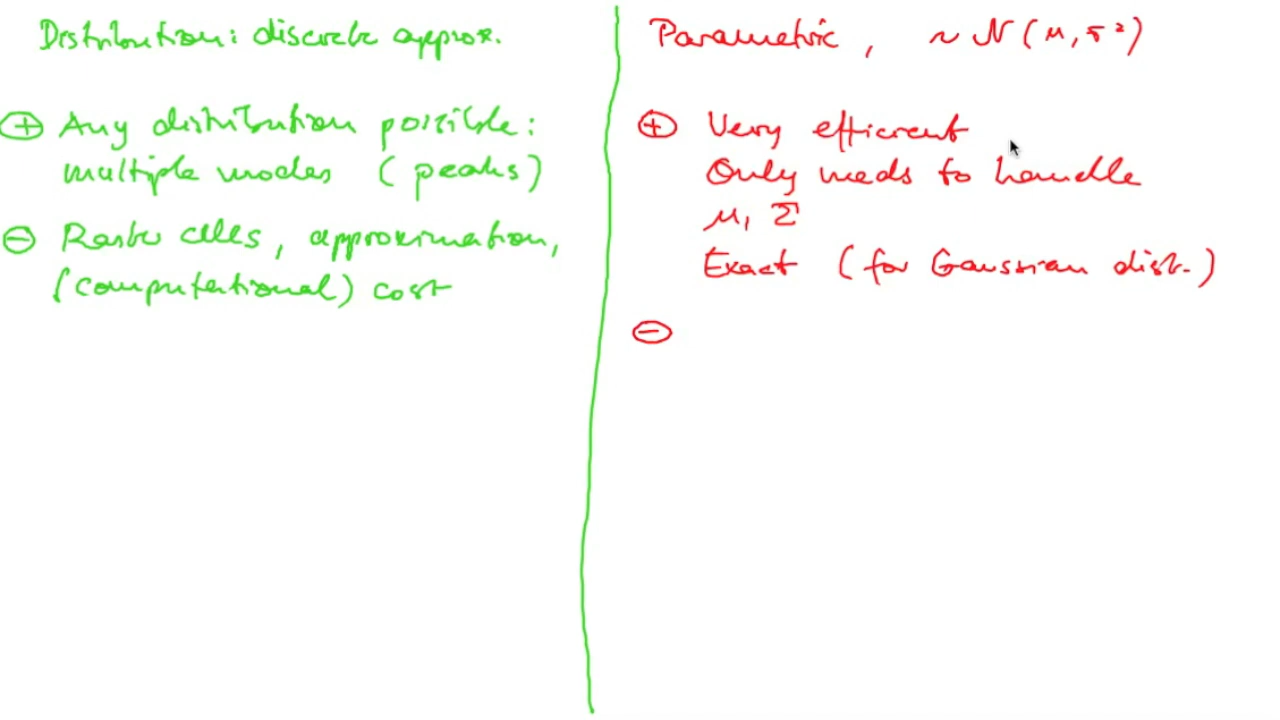 Distribution: discrete approx.
⊕ Any distribution possible:
multiple modes (peaks)
⊖ Raster cells, approximation,
(computational) cost
Parametric, ~ N(μ, σ²)
⊕ Very efficient
Only needs to handle
μ, Σ
Exact (for Gaussian dist.)
⊖